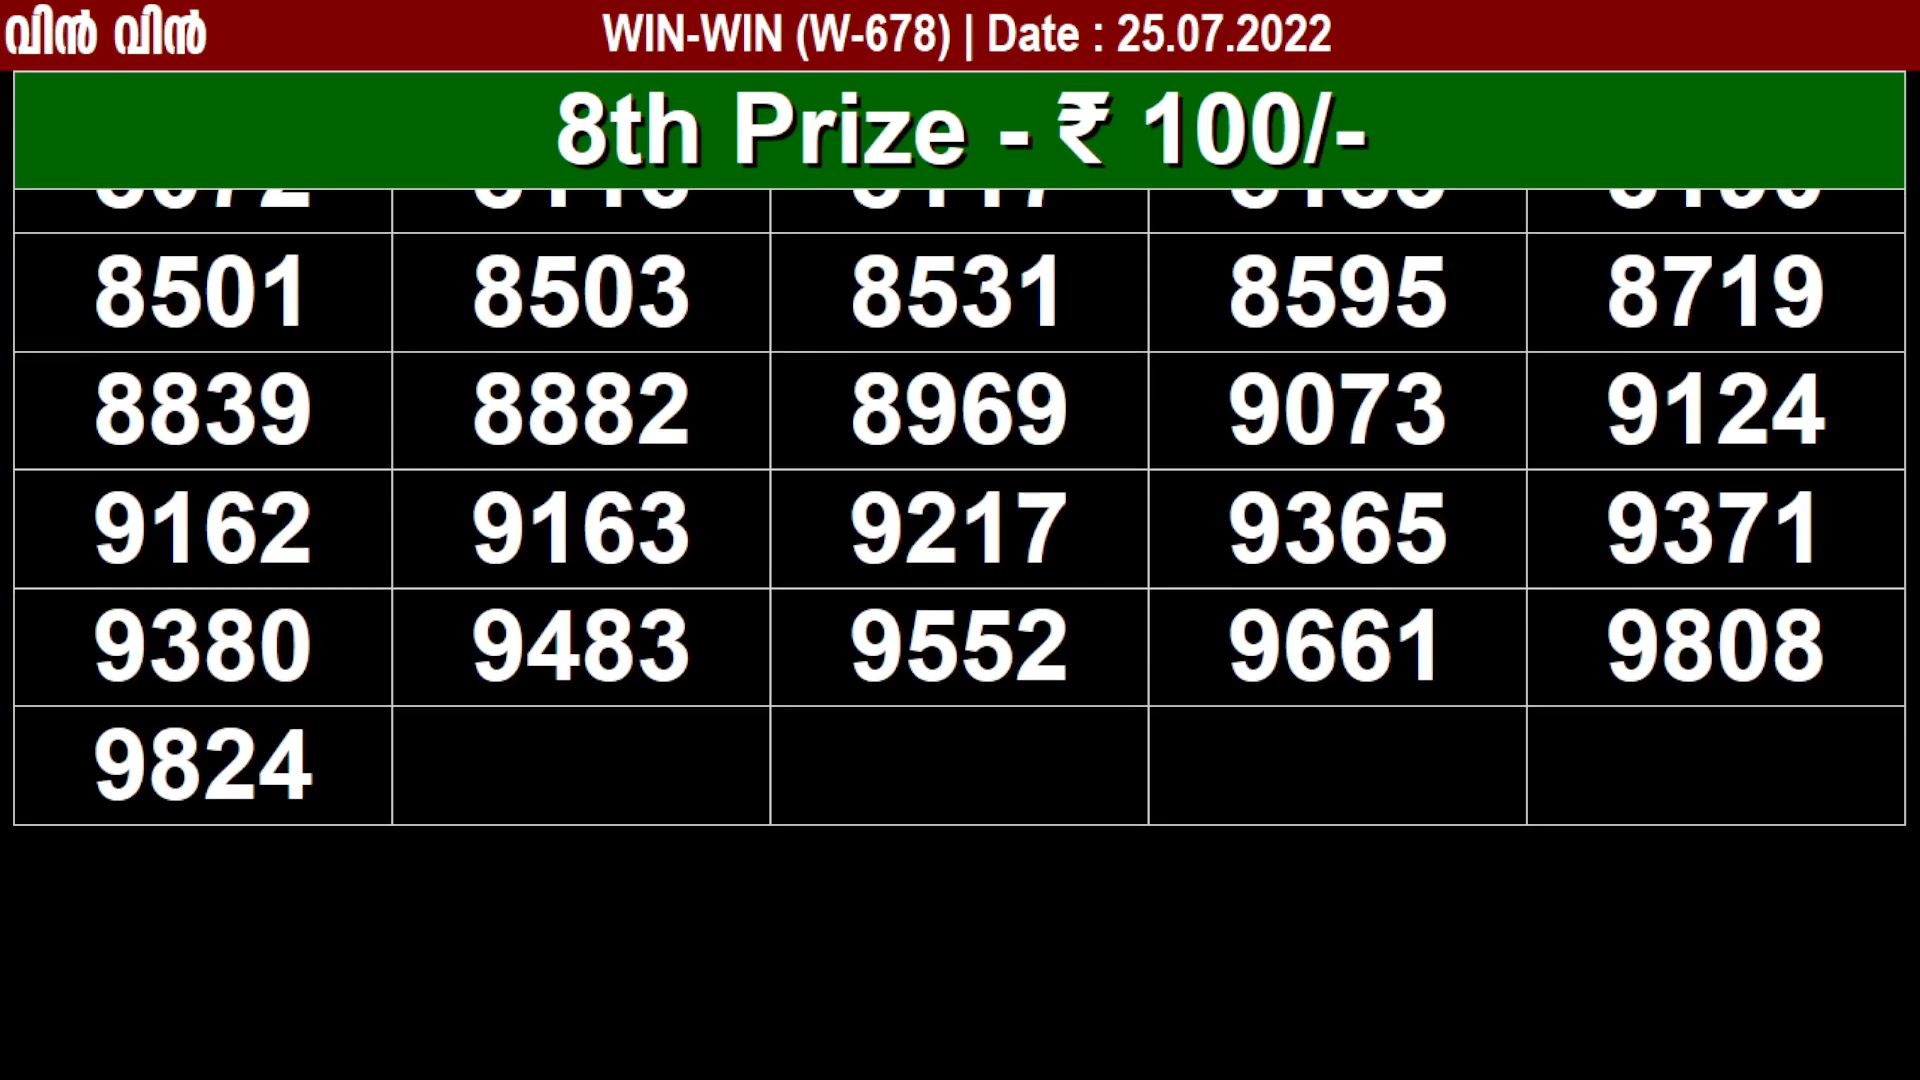 വിൻ വിൻ WIN-WIN (W-678) | Date : 25.07.2022
8th Prize - ₹ 100/-
8501 8503 8531 8595 8719
8839 8882 8969 9073 9124
9162 9163 9217 9365 9371
9380 9483 9552 9661 9808
9824